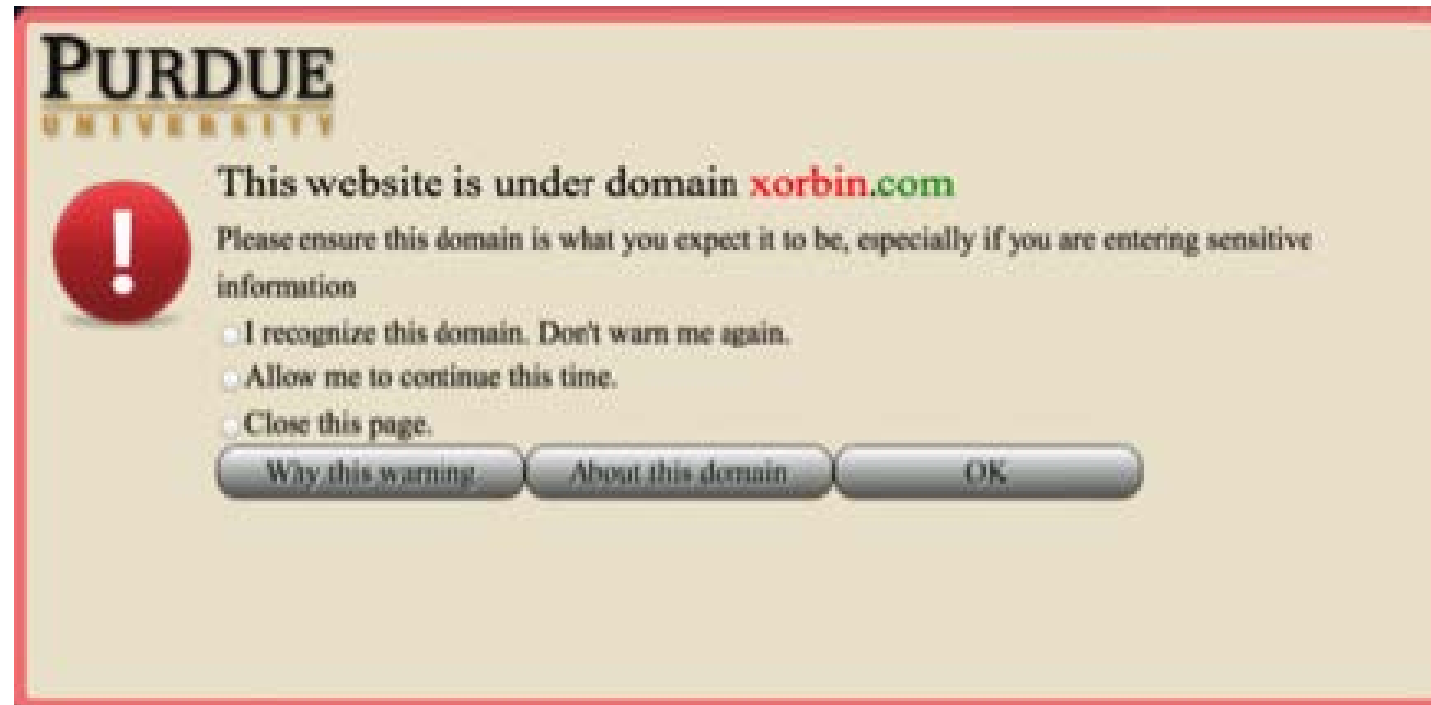 PURDUE
UNIVERSITY
This website is under domain xorbin.com
Please ensure this domain is what you expect it to be, especially if you are entering sensitive
information
I recognize this domain. Don't warn me again.
Allow me to continue this time.
Close this page.
Why this warning About this domain OK